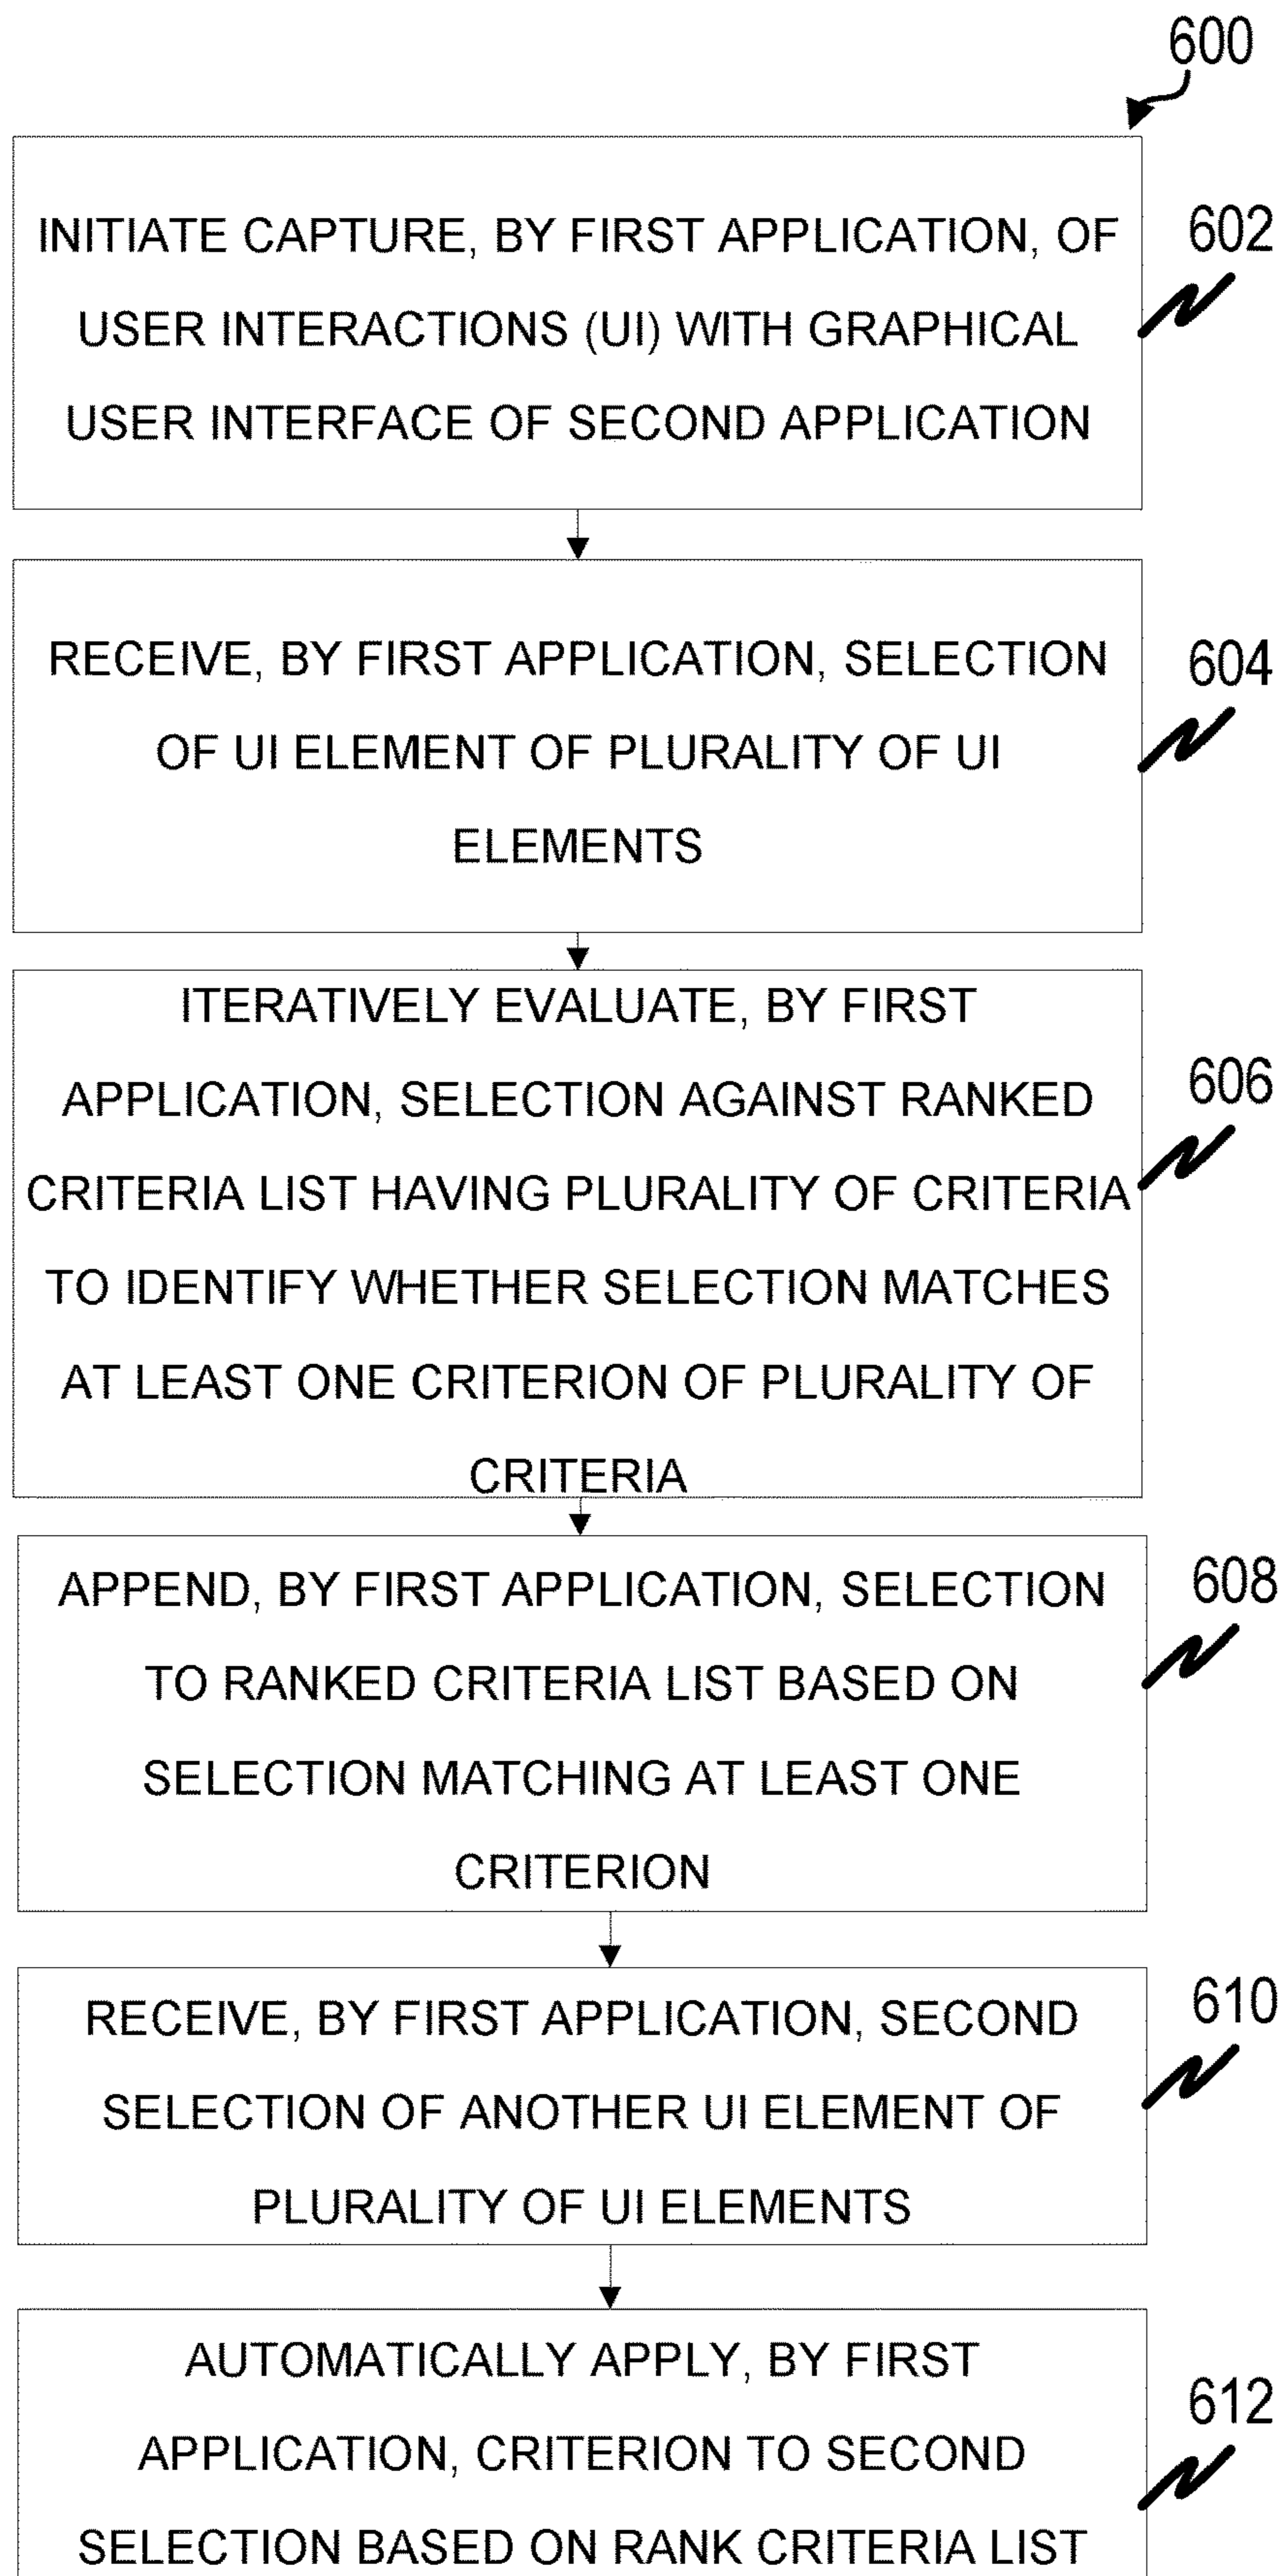 600
INITIATE CAPTURE, BY FIRST APPLICATION, OF
USER INTERACTIONS (UI) WITH GRAPHICAL
USER INTERFACE OF SECOND APPLICATION
602
RECEIVE, BY FIRST APPLICATION, SELECTION
OF UI ELEMENT OF PLURALITY OF UI
ELEMENTS
604
ITERATIVELY EVALUATE, BY FIRST
APPLICATION, SELECTION AGAINST RANKED
CRITERIA LIST HAVING PLURALITY OF CRITERIA
TO IDENTIFY WHETHER SELECTION MATCHES
AT LEAST ONE CRITERION OF PLURALITY OF
CRITERIA
606
APPEND, BY FIRST APPLICATION, SELECTION
TO RANKED CRITERIA LIST BASED ON
SELECTION MATCHING AT LEAST ONE
CRITERION
608
RECEIVE, BY FIRST APPLICATION, SECOND
SELECTION OF ANOTHER UI ELEMENT OF
PLURALITY OF UI ELEMENTS
610
AUTOMATICALLY APPLY, BY FIRST
APPLICATION, CRITERION TO SECOND
SELECTION BASED ON RANK CRITERIA LIST
612